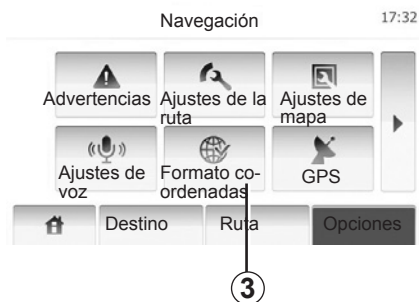 Navegación 17:32
Advertencias Ajustes de la Ajustes de
ruta mapa
Ajustes de Formato co- GPS
voz ordenadas
Destino Ruta Opciones
3